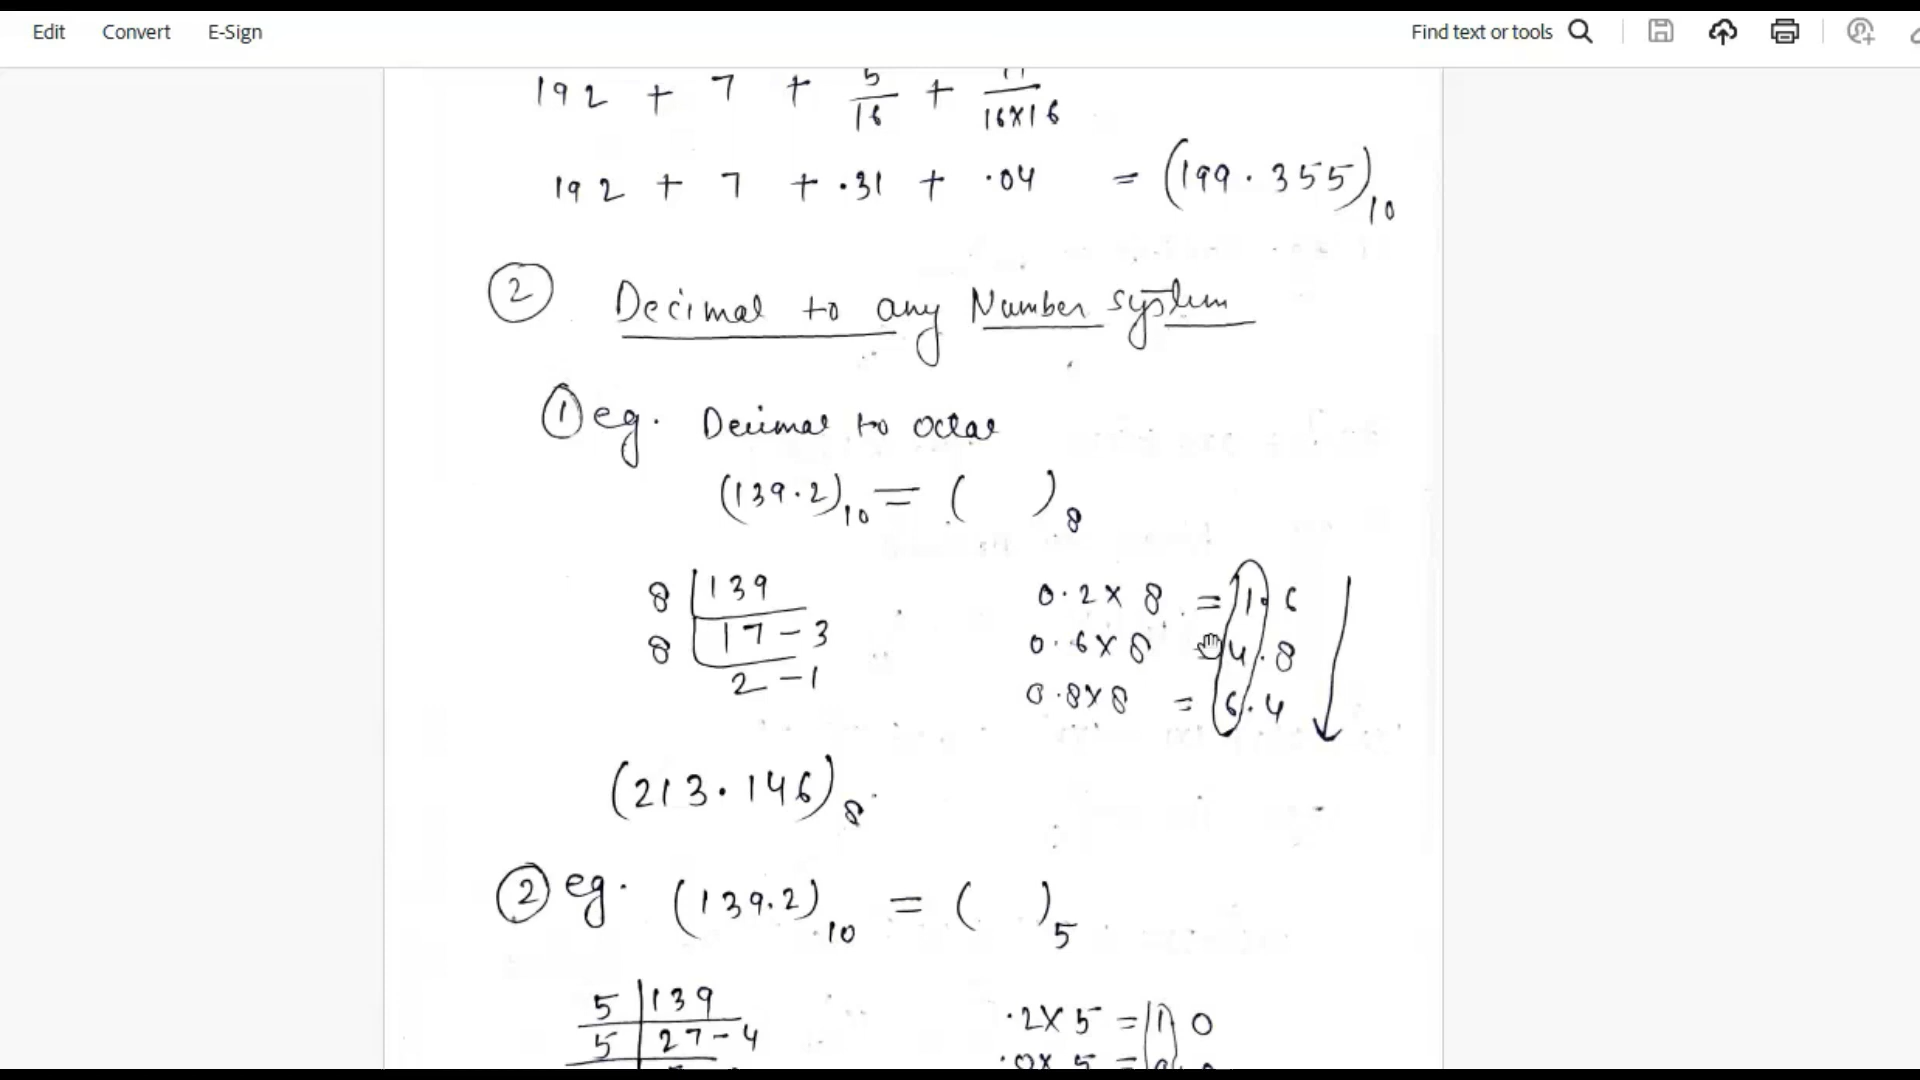 Edit Convert E-Sign Find text or tools
192 + 7 + 5/16 + 11/16×16
192 + 7 + .31 + .04 = (199.355)10
② Decimal to any Number system
① eg. Decimal to octal
(139.2)10 = ( )8
8 | 139 0.2 × 8 = 1.6
8 | 17 - 3 0.6 × 8 4.8
2 - 1 0.8 × 8 = 6.4
(213.146)8
② eg. (139.2)10 = ( )5
5 | 139 .2 × 5 = 1 0
5 | 27 - 4 .0 × 5 =